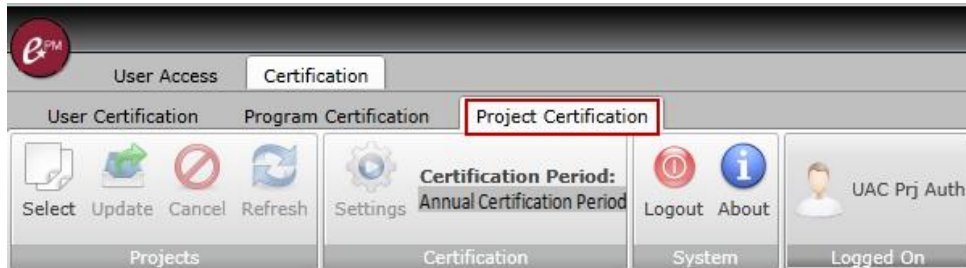 ePM
User Access Certification
User Certification Program Certification Project Certification
Certification Period:
Annual Certification Period
Select Update Cancel Refresh Settings Logout About UAC Prj Auth
Projects Certification System Logged On